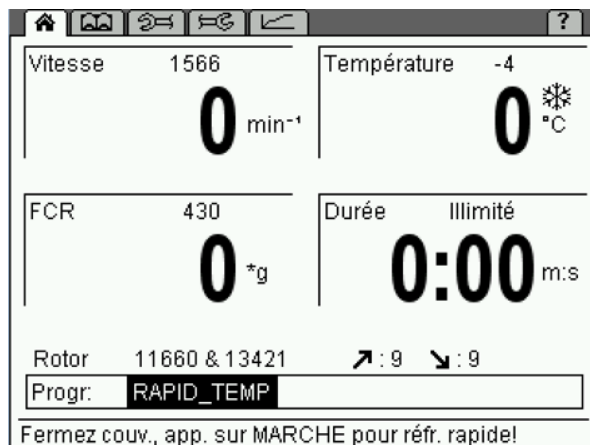 ?
Vitesse 1566
0 min⁻¹
Température -4
0 °C
FCR 430
0 *g
Durée Illimité
0:00 m:s
Rotor 11660 & 13421 ↗: 9 ↘: 9
Progr: RAPID_TEMP
Fermez couv., app. sur MARCHE pour réfr. rapide!